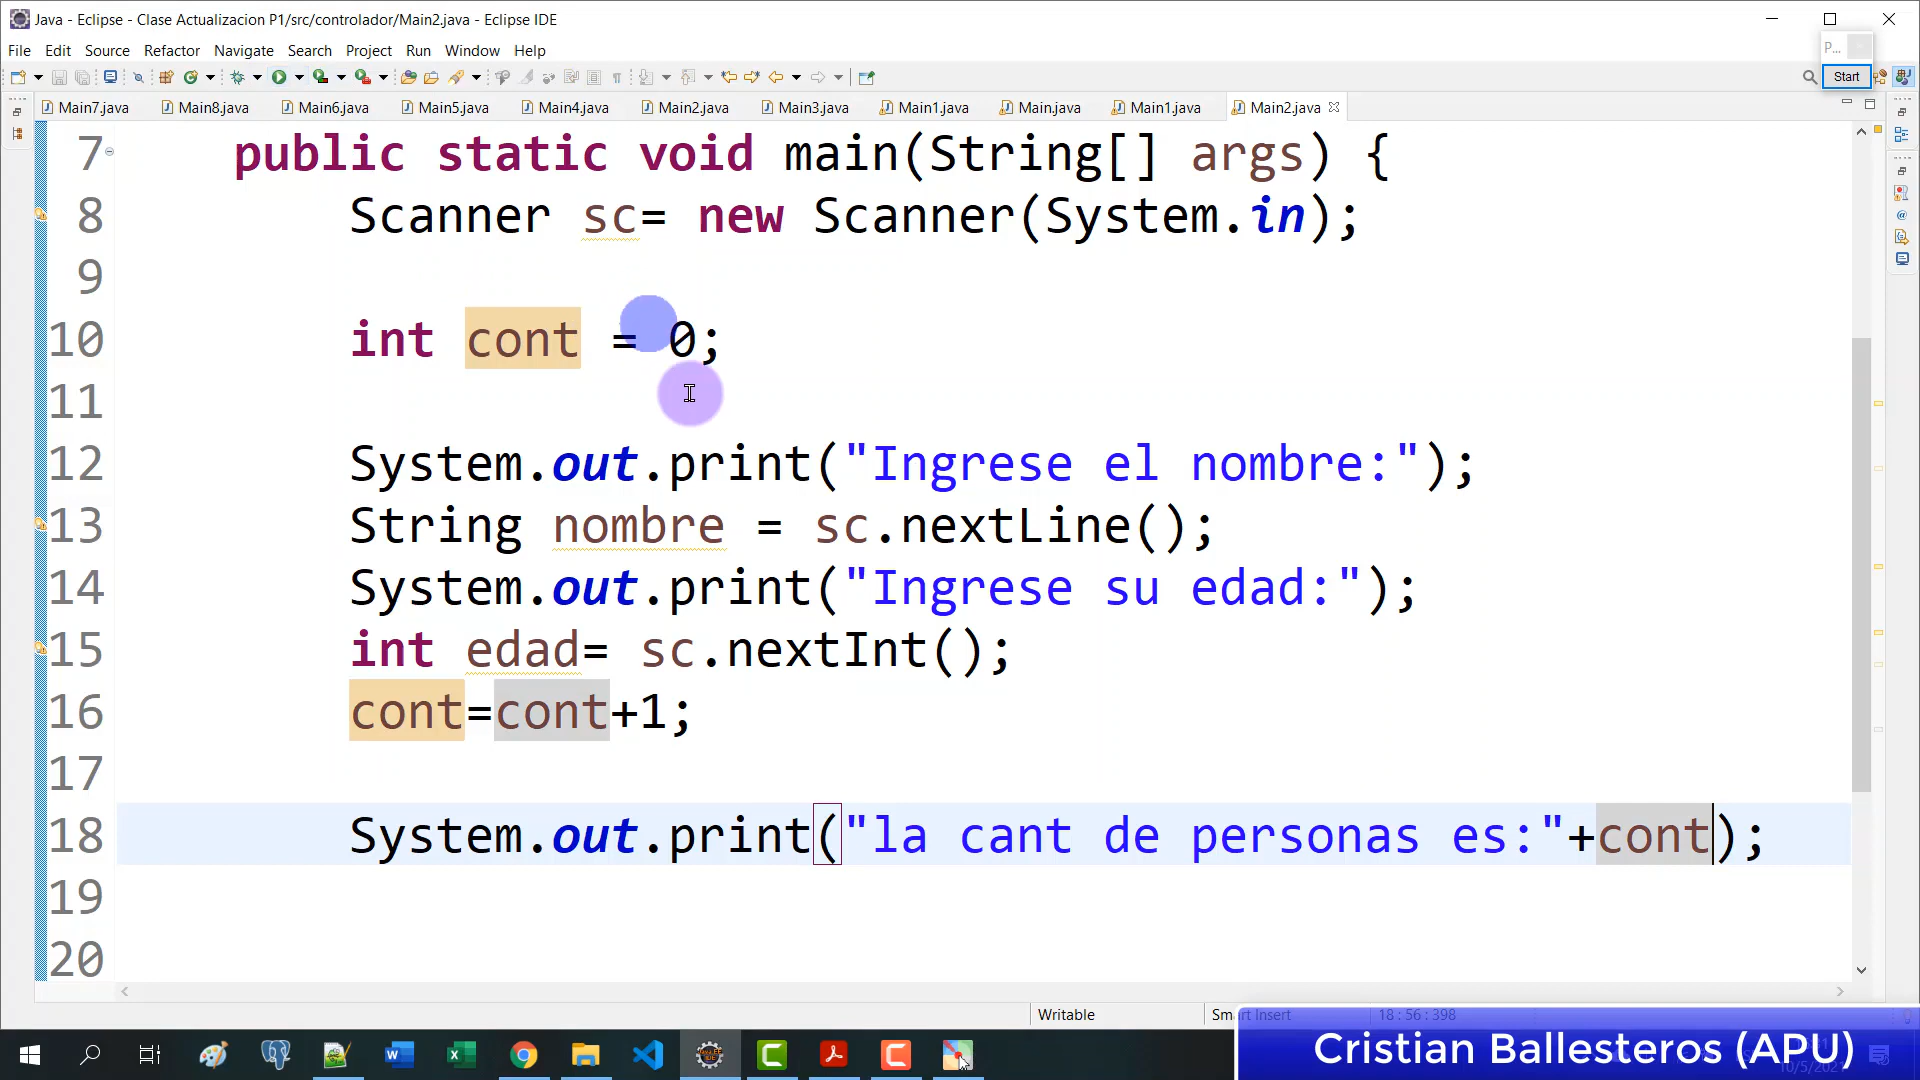 Java - Eclipse - Clase Actualizacion P1/src/controlador/Main2.java - Eclipse IDE
P...
File Edit Source Refactor Navigate Search Project Run Window Help
Start
Main7.java Main8.java Main6.java Main5.java Main4.java Main2.java Main3.java Main1.java Main.java Main1.java Main2.java
7 public static void main(String[] args) {
8 Scanner sc= new Scanner(System.in);
9
10 int cont = 0;
11
12 System.out.print("Ingrese el nombre:");
13 String nombre = sc.nextLine();
14 System.out.print("Ingrese su edad:");
15 int edad= sc.nextInt();
16 cont=cont+1;
17
18 System.out.print("la cant de personas es:"+cont);
19
20
Writable Smart Insert 18 : 56 : 398
Cristian Ballesteros (APU)